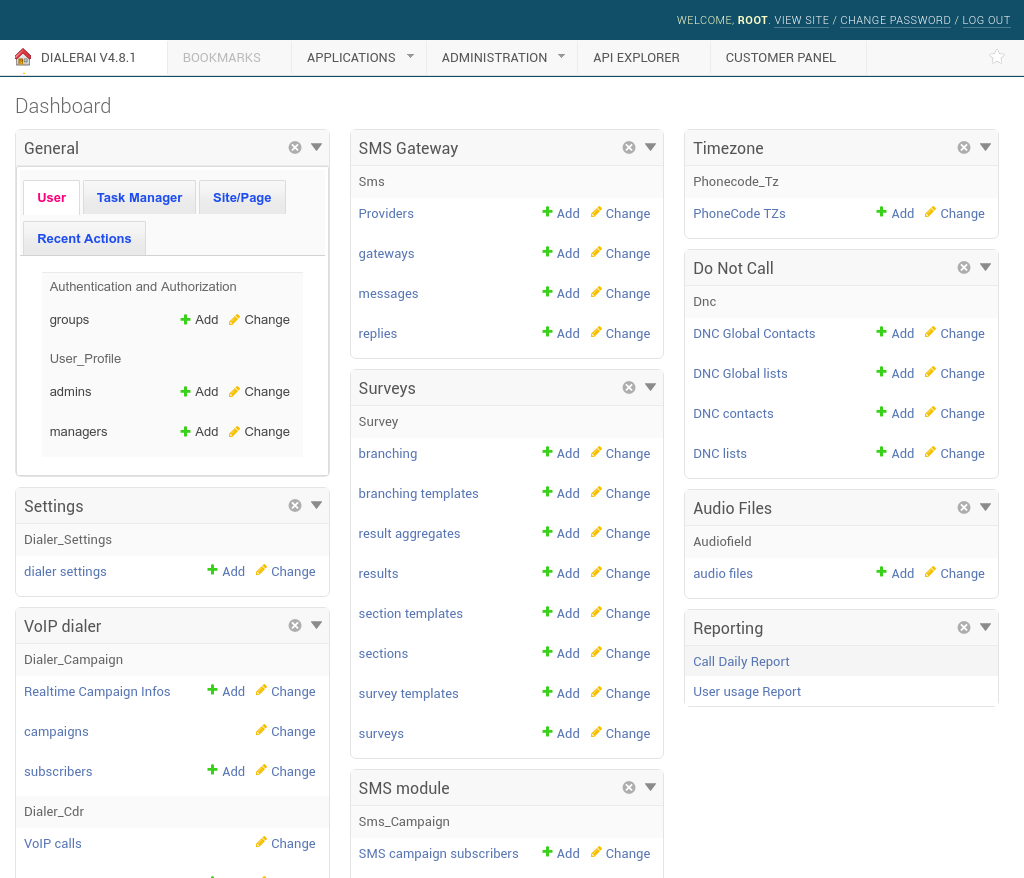 WELCOME, ROOT. VIEW SITE / CHANGE PASSWORD / LOG OUT
DIALERAI V4.8.1 BOOKMARKS APPLICATIONS ADMINISTRATION API EXPLORER CUSTOMER PANEL
Dashboard
General
User Task Manager Site/Page
Recent Actions
Authentication and Authorization
groups Add Change
User_Profile
admins Add Change
managers Add Change
Settings
Dialer_Settings
dialer settings Add Change
VoIP dialer
Dialer_Campaign
Realtime Campaign Infos Add Change
campaigns Change
subscribers Add Change
Dialer_Cdr
VoIP calls Change
SMS Gateway
Sms
Providers Add Change
gateways Add Change
messages Add Change
replies Add Change
Surveys
Survey
branching Add Change
branching templates Add Change
result aggregates Add Change
results Add Change
section templates Add Change
sections Add Change
survey templates Add Change
surveys Add Change
SMS module
Sms_Campaign
SMS campaign subscribers Add Change
Timezone
Phonecode_Tz
PhoneCode TZs Add Change
Do Not Call
Dnc
DNC Global Contacts Add Change
DNC Global lists Add Change
DNC contacts Add Change
DNC lists Add Change
Audio Files
Audiofield
audio files Add Change
Reporting
Call Daily Report
User usage Report